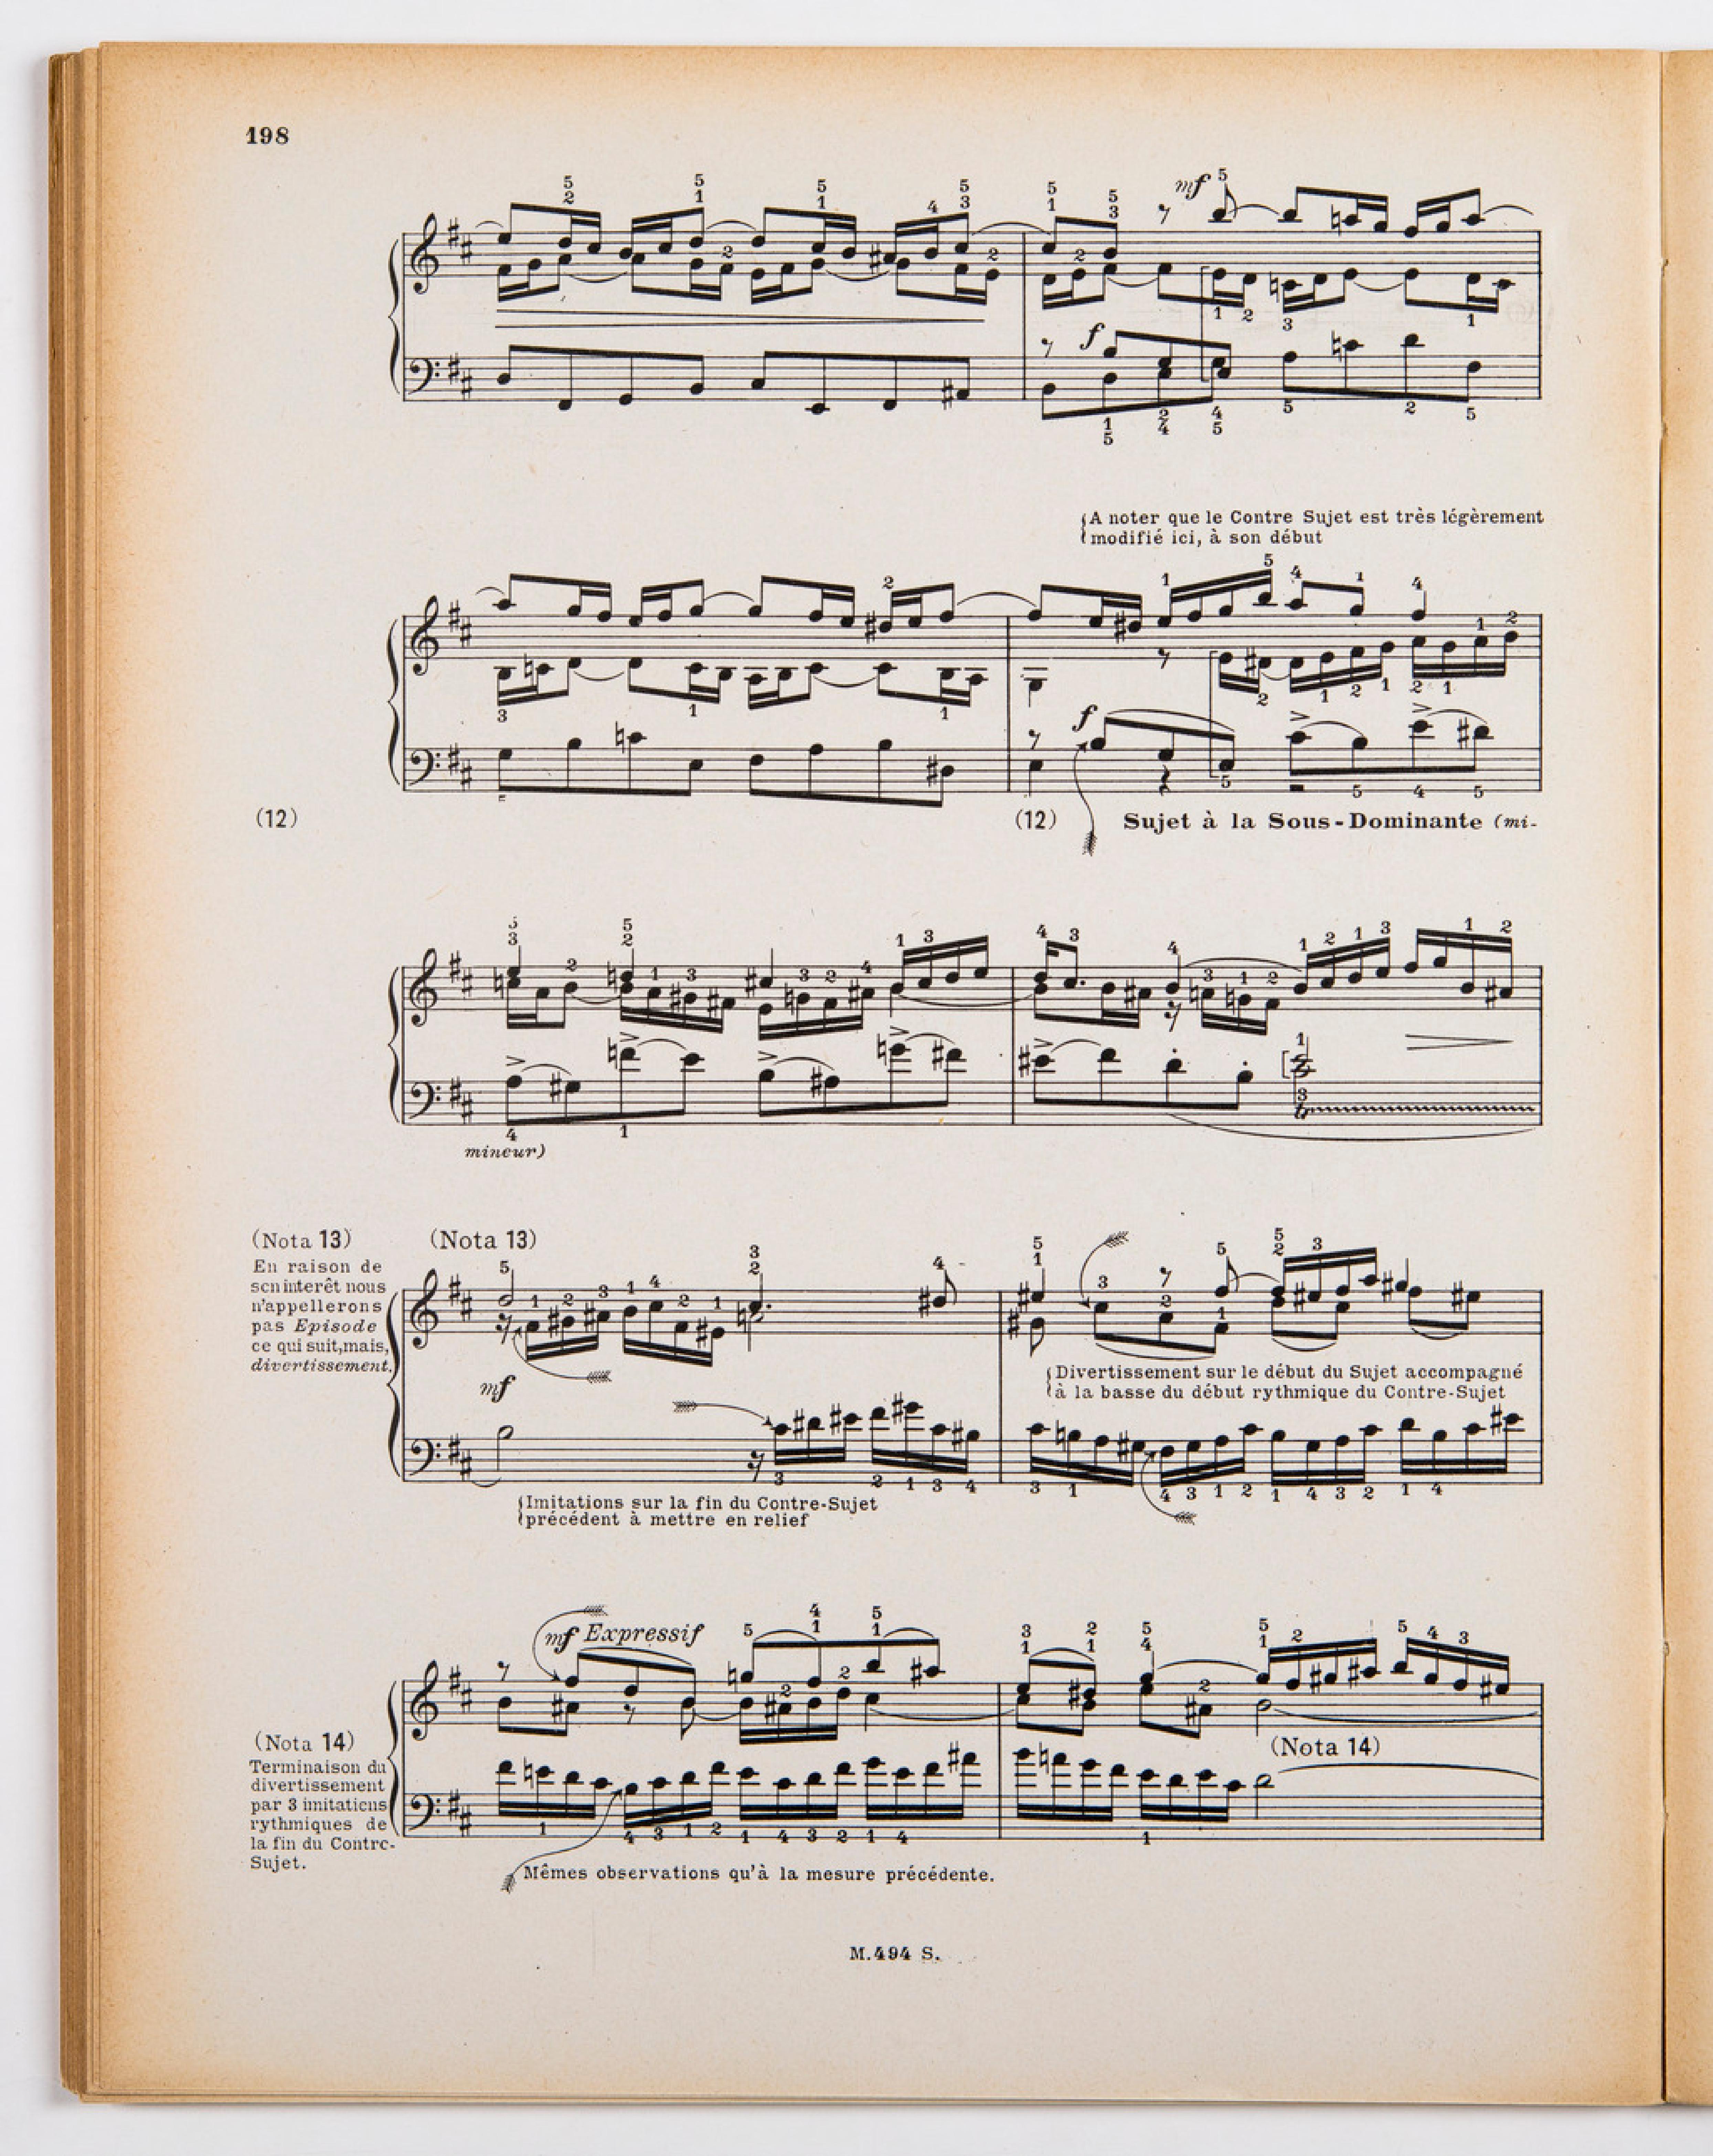 198
mf
f
A noter que le Contre Sujet est très légèrement
modifié ici, à son début
f
(12)
(12)
Sujet à la Sous-Dominante (mi-
mineur)
(Nota 13)
En raison de
son interêt nous
n'appellerons
pas Episode
ce qui suit, mais,
divertissement.
(Nota 13)
mf
Divertissement sur le début du Sujet accompagné
à la basse du début rythmique du Contre-Sujet
Imitations sur la fin du Contre-Sujet
précédent à mettre en relief
mf Expressif
(Nota 14)
Terminaison du
divertissement
par 3 imitations
rythmiques de
la fin du Contre-
Sujet.
(Nota 14)
Mêmes observations qu'à la mesure précédente.
M.494 S.